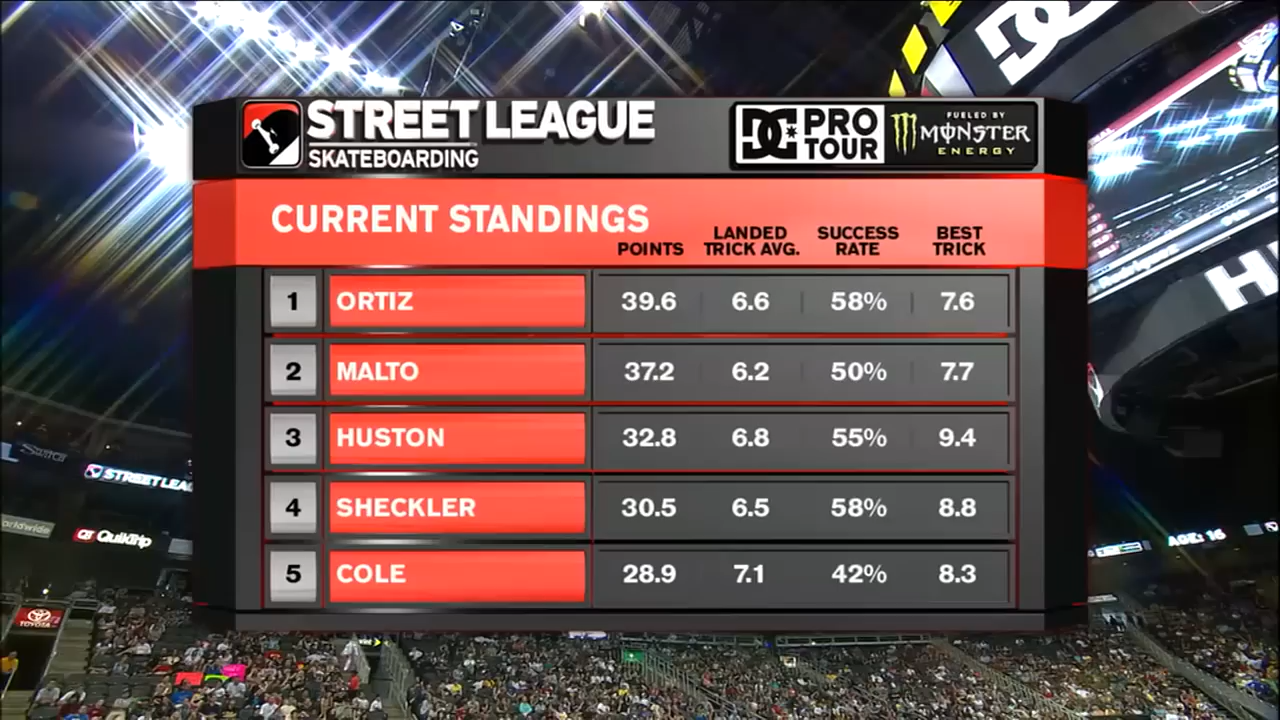 STREET LEAGUE
SKATEBOARDING
DC PRO TOUR
FUELED BY
MONSTER
ENERGY
CURRENT STANDINGS
POINTS LANDED TRICK AVG. SUCCESS RATE BEST TRICK
1 ORTIZ 39.6 6.6 58% 7.6
2 MALTO 37.2 6.2 50% 7.7
3 HUSTON 32.8 6.8 55% 9.4
4 SHECKLER 30.5 6.5 58% 8.8
5 COLE 28.9 7.1 42% 8.3
DC
H
STREET LEA
QuikTrip
AGE: 16
TOYOTA